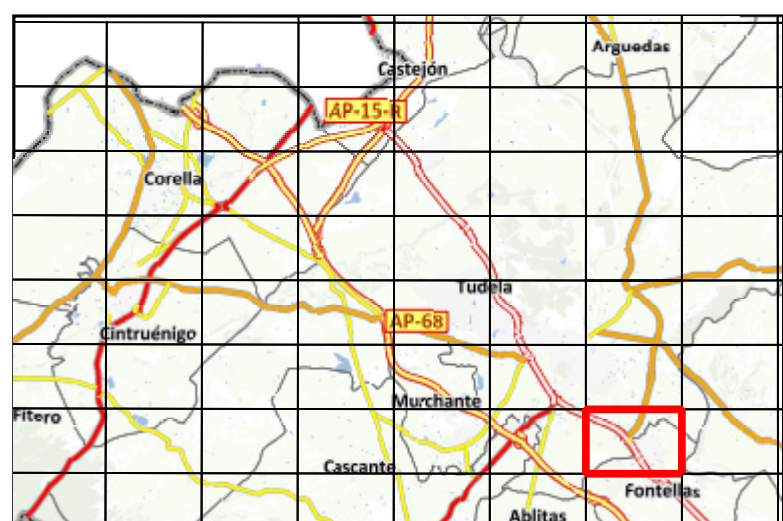 Arguedas
Castejón
AP-15-R
Corella
Tudela
AP-68
Cintruénigo
Murchante
Fitero
Cascante
Fontellas
Ablitas